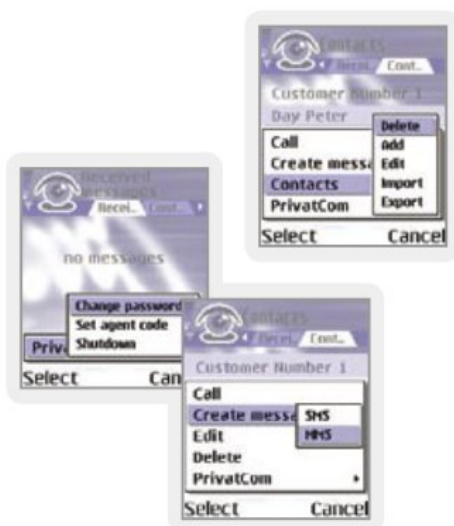 Contacts
Recei.. Cont..
Customer Number 1
Day Peter
Call
Create messa
Contacts
PrivatCom
Delete
Add
Edit
Import
Export
Select Cancel
Received
messages
Recei.. Cont..
no messages
Change password
Set agent code
Shutdown
Priva
Select Can
Contacts
Recei.. Cont..
Customer Number 1
Call
Create messa
Edit
Delete
PrivatCom
SMS
MMS
Select Cancel